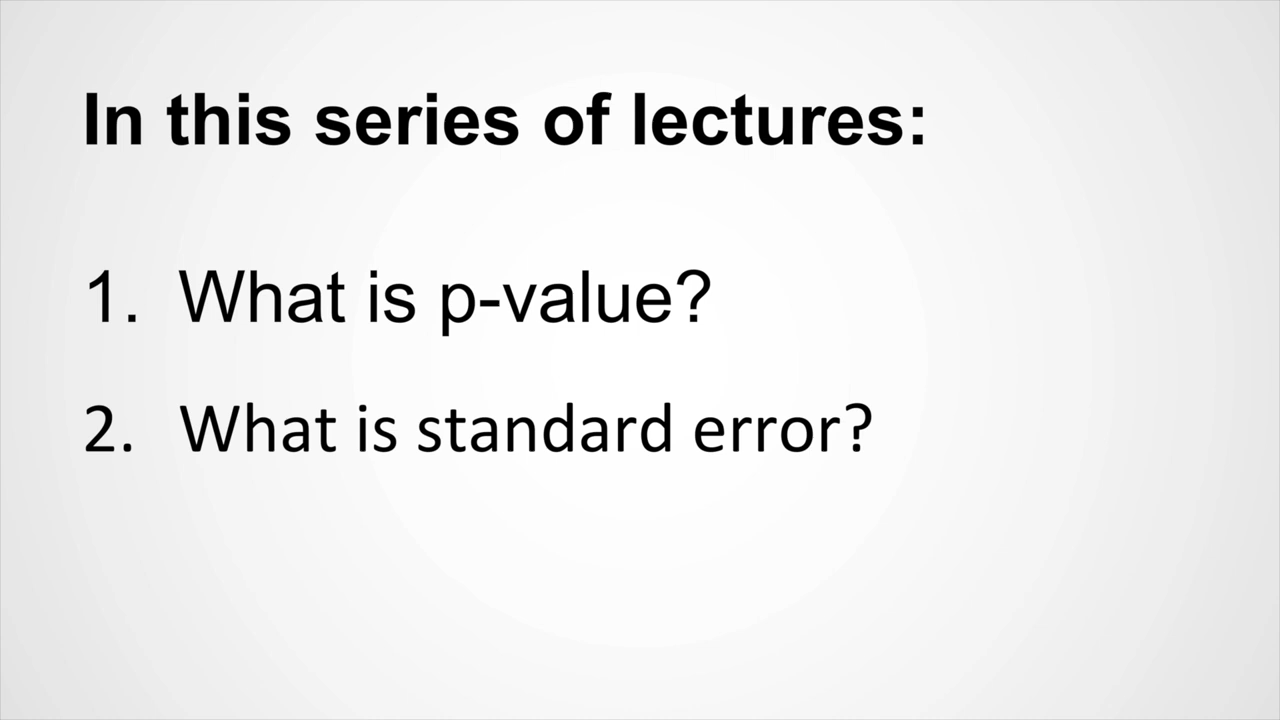 In this series of lectures:
1. What is p-value?
2. What is standard error?